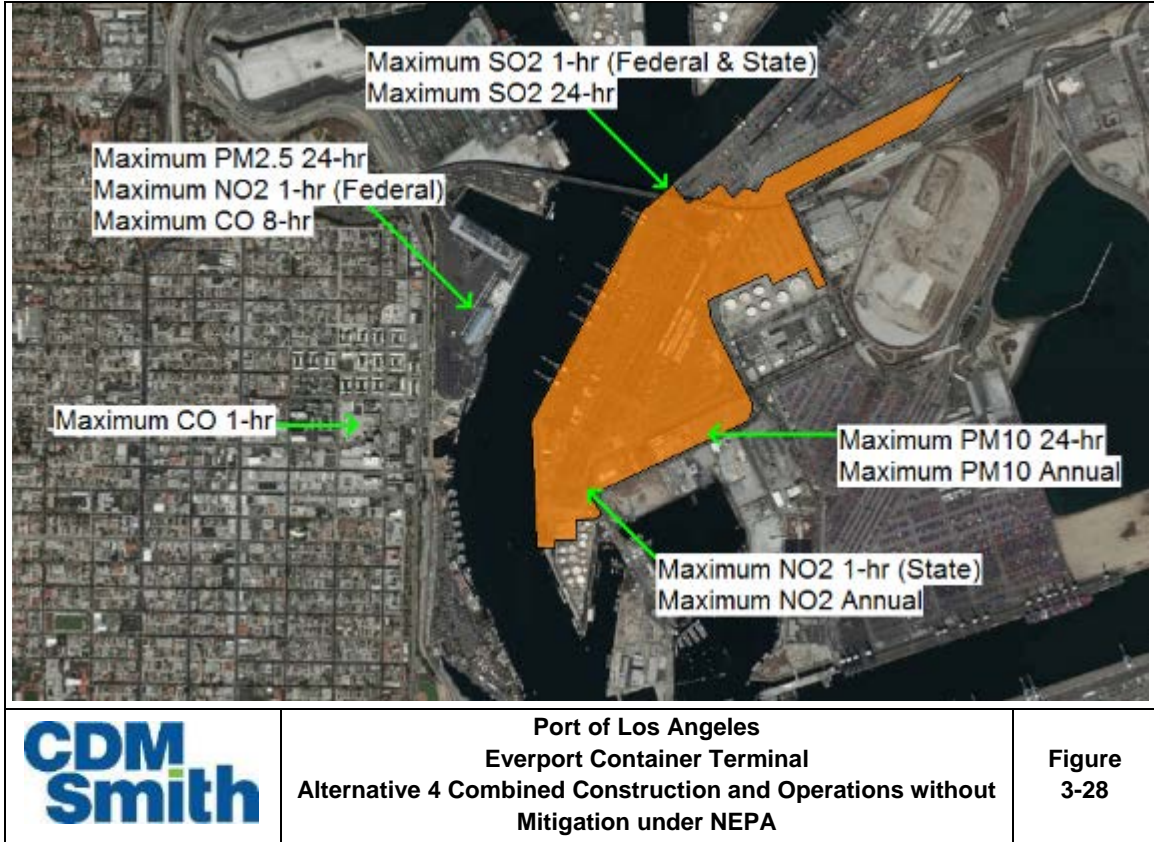 Maximum SO2 1-hr (Federal & State)
Maximum SO2 24-hr
Maximum PM2.5 24-hr
Maximum NO2 1-hr (Federal)
Maximum CO 8-hr
Maximum CO 1-hr
Maximum PM10 24-hr
Maximum PM10 Annual
Maximum NO2 1-hr (State)
Maximum NO2 Annual
CDM
Smith
Port of Los Angeles
Everport Container Terminal
Alternative 4 Combined Construction and Operations without
Mitigation under NEPA
Figure
3-28